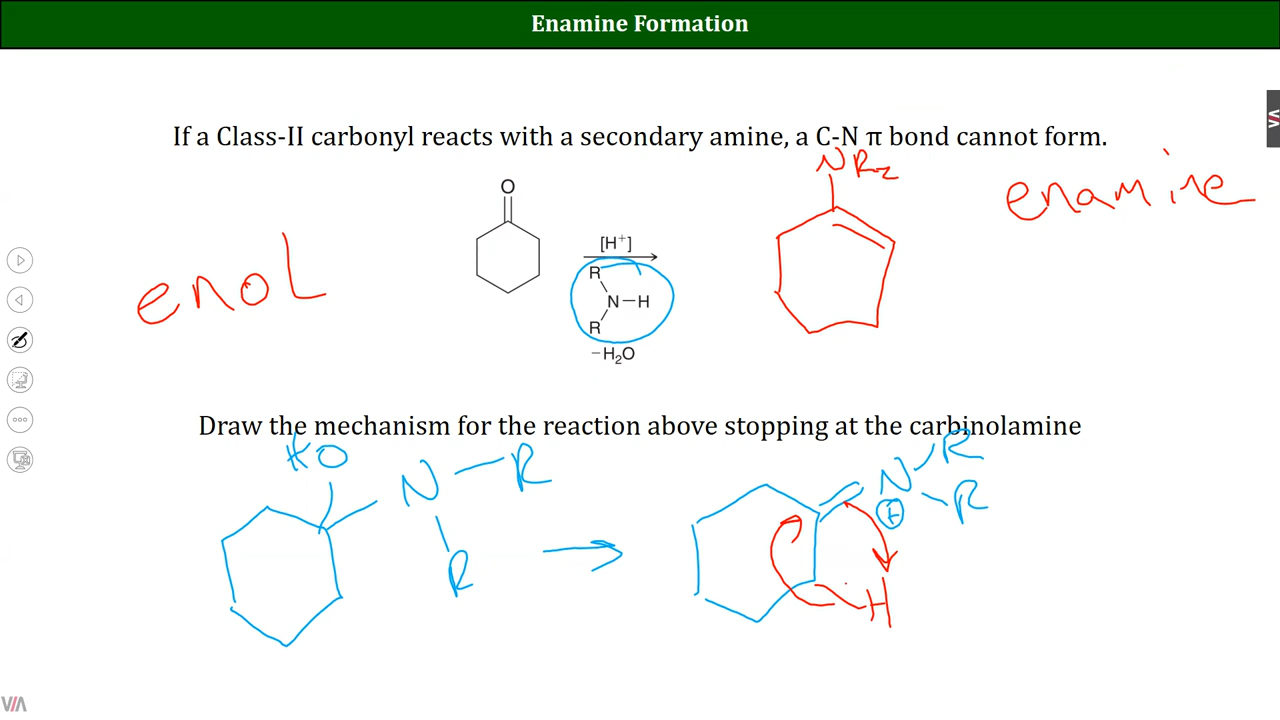 Enamine Formation
If a Class-II carbonyl reacts with a secondary amine, a C-N π bond cannot form.
NR2
enamine
O
[H+]
R
N–H
R
−H2O
enol
Draw the mechanism for the reaction above stopping at the carbinolamine
HO
N–R
R
N
R
R
+
H
VIA